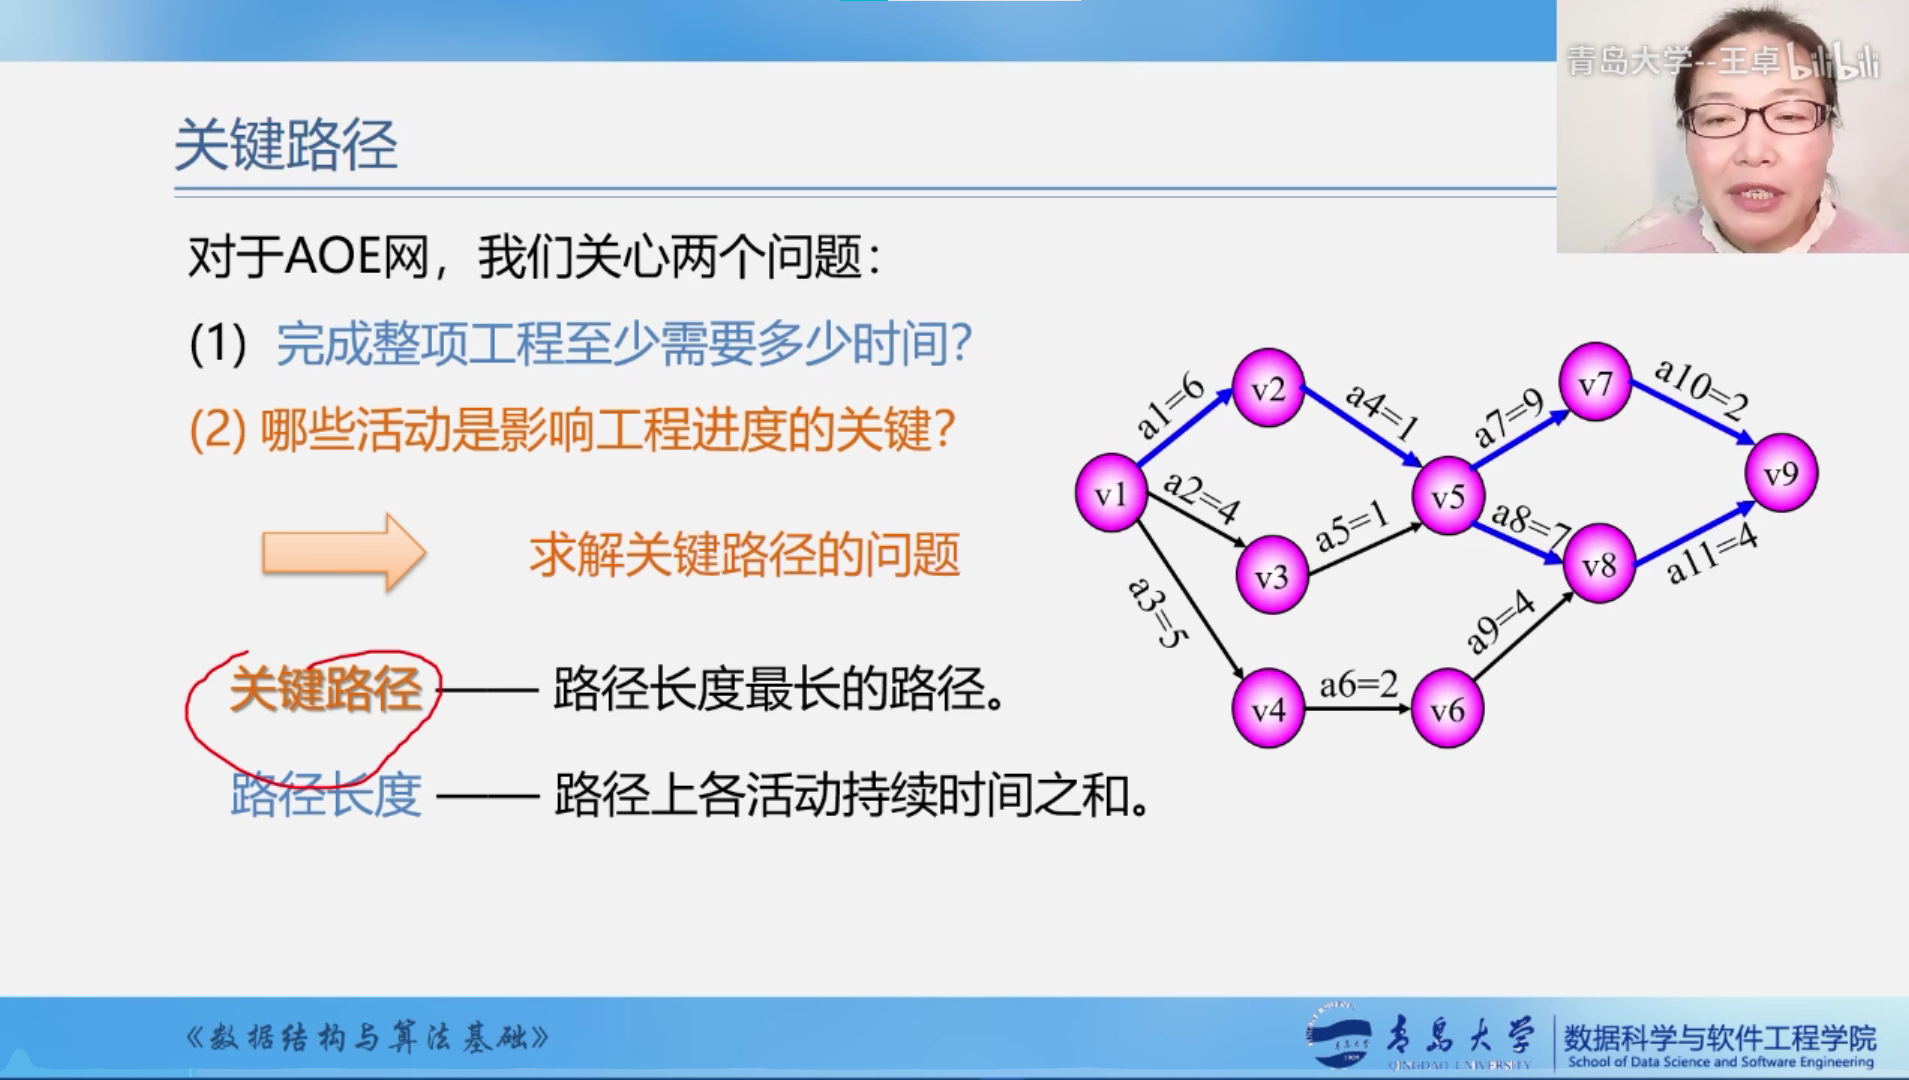 青岛大学--王卓 bilibili
关键路径
对于AOE网，我们关心两个问题：
(1) 完成整项工程至少需要多少时间？
(2) 哪些活动是影响工程进度的关键？
求解关键路径的问题
关键路径 —— 路径长度最长的路径。
路径长度 —— 路径上各活动持续时间之和。
v1
v2
v3
v4
v5
v6
v7
v8
v9
a1=6
a2=4
a3=5
a4=1
a5=1
a6=2
a7=9
a8=7
a9=4
a10=2
a11=4
《数据结构与算法基础》
青岛大学
QINGDAO UNIVERSITY
数据科学与软件工程学院
School of Data Science and Software Engineering